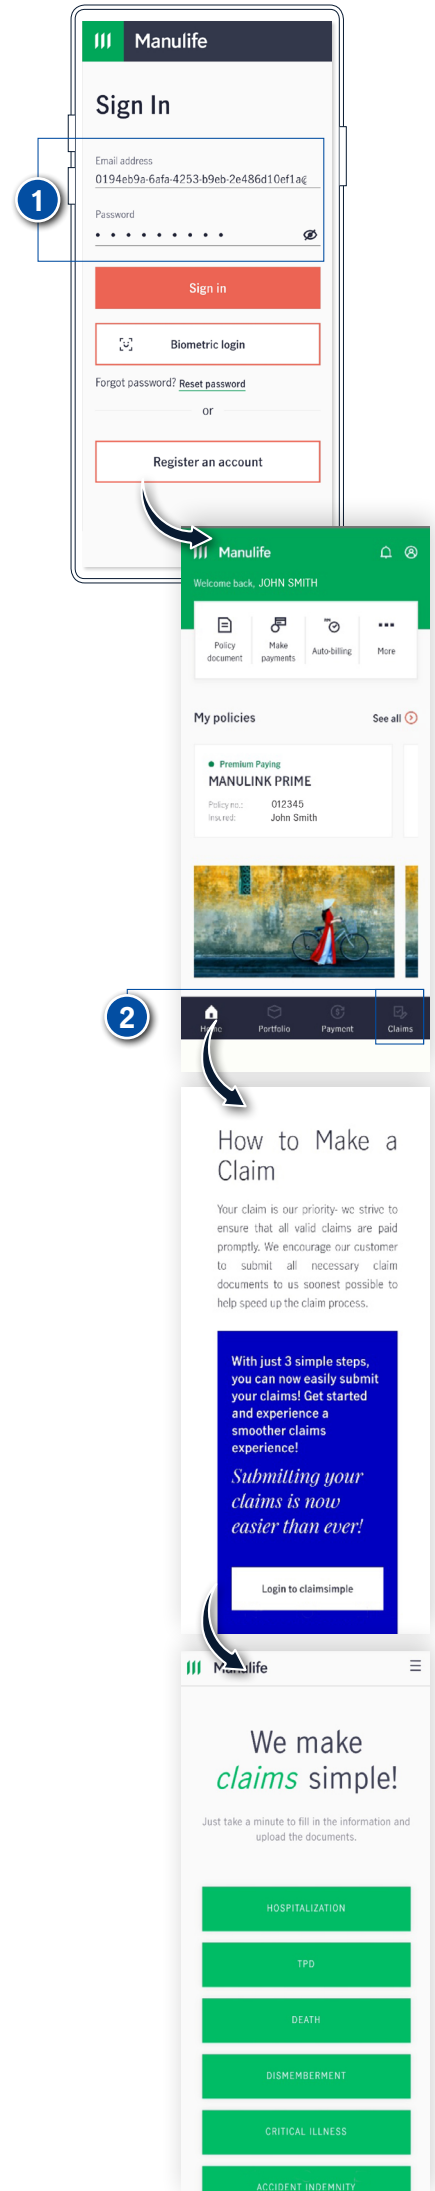 Manulife
Sign In
1
Email address
0194eb9a-6afa-4253-b9eb-2e486d10ef1a
Password
Sign in
Biometric login
Forgot password? Reset password
or
Register an account
Manulife
Welcome back, JOHN SMITH
Policy document
Make payments
Auto-billing
More
My policies
See all
Premium Paying
MANULINK PRIME
Policy no.: 012345
Insured: John Smith
2
Home
Portfolio
Payment
Claims
How to Make a
Claim
Your claim is our priority- we strive to
ensure that all valid claims are paid
promptly. We encourage our customer
to submit all necessary claim
documents to us soonest possible to
help speed up the claim process.
With just 3 simple steps,
you can now easily submit
your claims! Get started
and experience a
smoother claims
experience!
Submitting your
claims is now
easier than ever!
Login to claimsimple
Manulife
We make
claims simple!
Just take a minute to fill in the information and
upload the documents.
HOSPITALIZATION
TPD
DEATH
DISMEMBERMENT
CRITICAL ILLNESS
ACCIDENT INDEMNITY